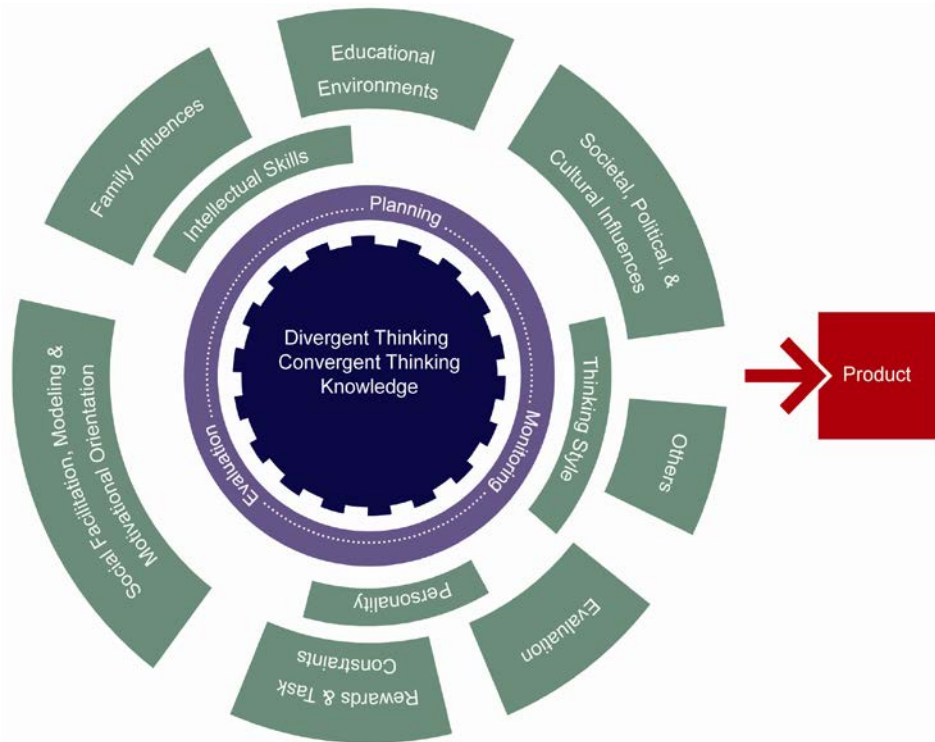 Educational
Environments
Family Influences
Intellectual Skills
Societal, Political, &
Cultural Influences
Planning
Divergent Thinking
Convergent Thinking
Knowledge
Thinking Style
Product
Social Facilitation, Modeling &
Motivational Orientation
Evaluation
Monitoring
Others
Personality
Evaluation
Rewards & Task
Constraints